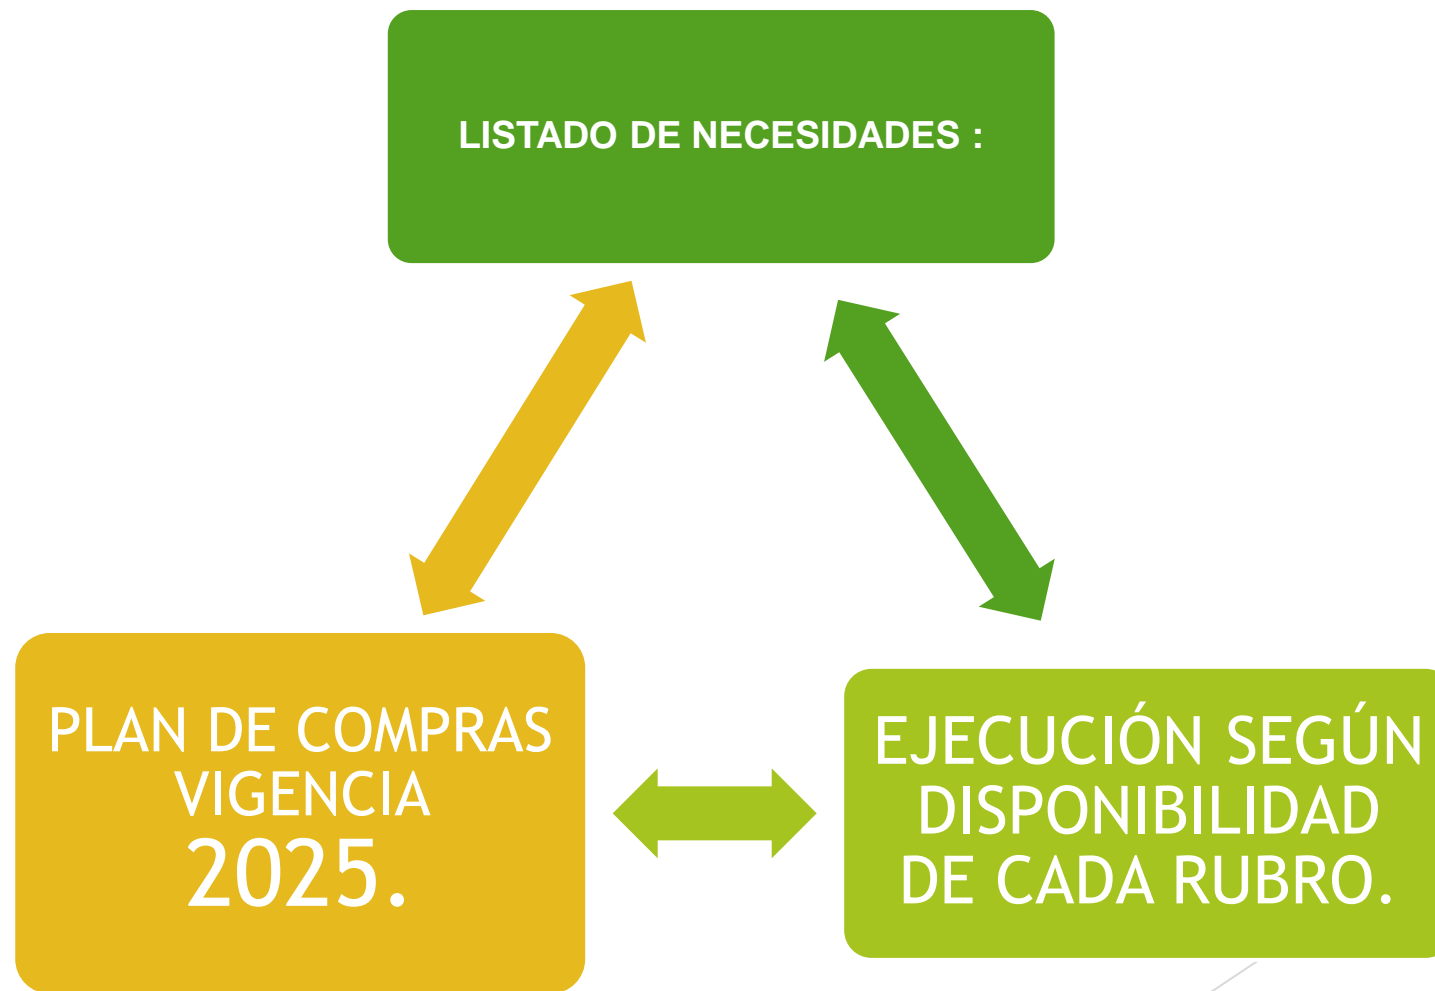 LISTADO DE NECESIDADES :
PLAN DE COMPRAS
VIGENCIA
2025.
EJECUCIÓN SEGÚN
DISPONIBILIDAD
DE CADA RUBRO.